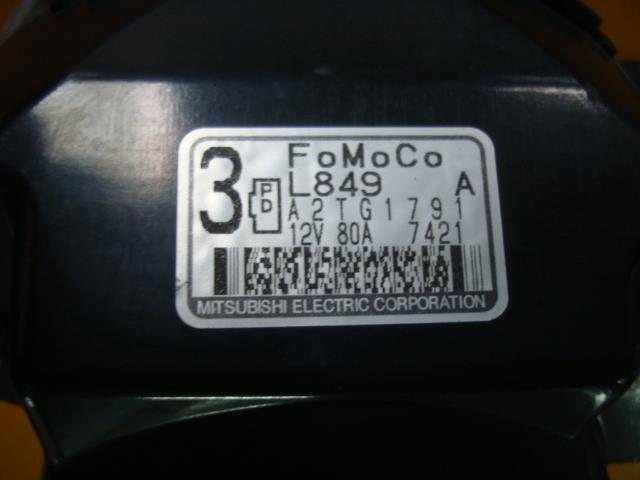 3 FoMoCo
L849 A
PD A2TG1791
12V 80A 7421
MITSUBISHI ELECTRIC CORPORATION